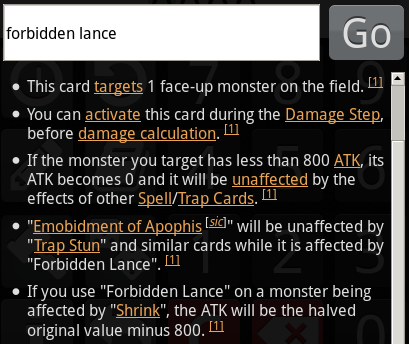 forbidden lance
Go
• This card targets 1 face-up monster on the field. [1]
• You can activate this card during the Damage Step,
before damage calculation. [1]
• If the monster you target has less than 800 ATK, its
ATK becomes 0 and it will be unaffected by the
effects of other Spell/Trap Cards. [1]
• "Emobidment of Apophis [sic]" will be unaffected by
"Trap Stun" and similar cards while it is affected by
"Forbidden Lance". [1]
• If you use "Forbidden Lance" on a monster being
affected by "Shrink", the ATK will be the halved
original value minus 800. [1]